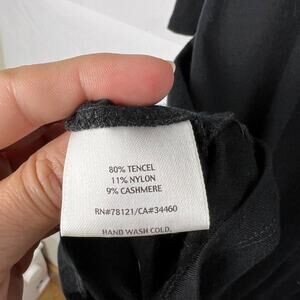 80% TENCEL
11% NYLON
9% CASHMERE
RN#78121/CA#34460
HAND WASH COLD.